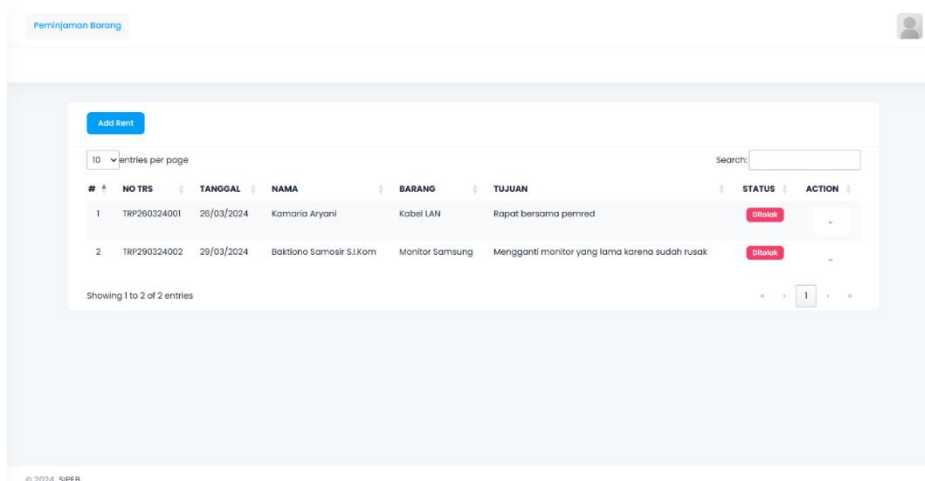 Peminjaman Barang
Add Rent
10 entries per page
Search:
# NO TRS TANGGAL NAMA BARANG TUJUAN STATUS ACTION
1 TRP260324001 26/03/2024 Kamaria Aryani Kabel LAN Rapat bersama pemred Ditolak
2 TRP290324002 29/03/2024 Baktiono Samosir S.I.Kom Monitor Samsung Mengganti monitor yang lama karena sudah rusak Ditolak
Showing 1 to 2 of 2 entries
« ‹ 1 › »
© 2024 SIPEB